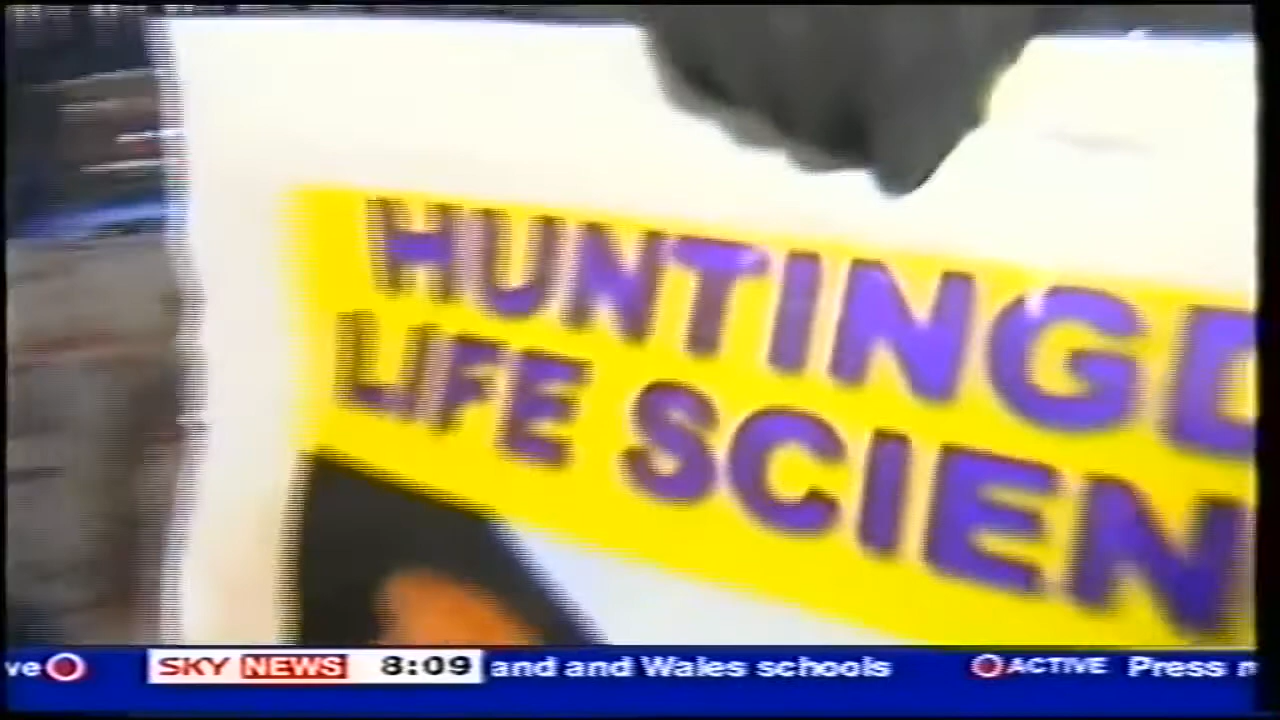 HUNTINGD
LIFE SCIEN
ve SKY NEWS 8:09 and and Wales schools ACTIVE Press